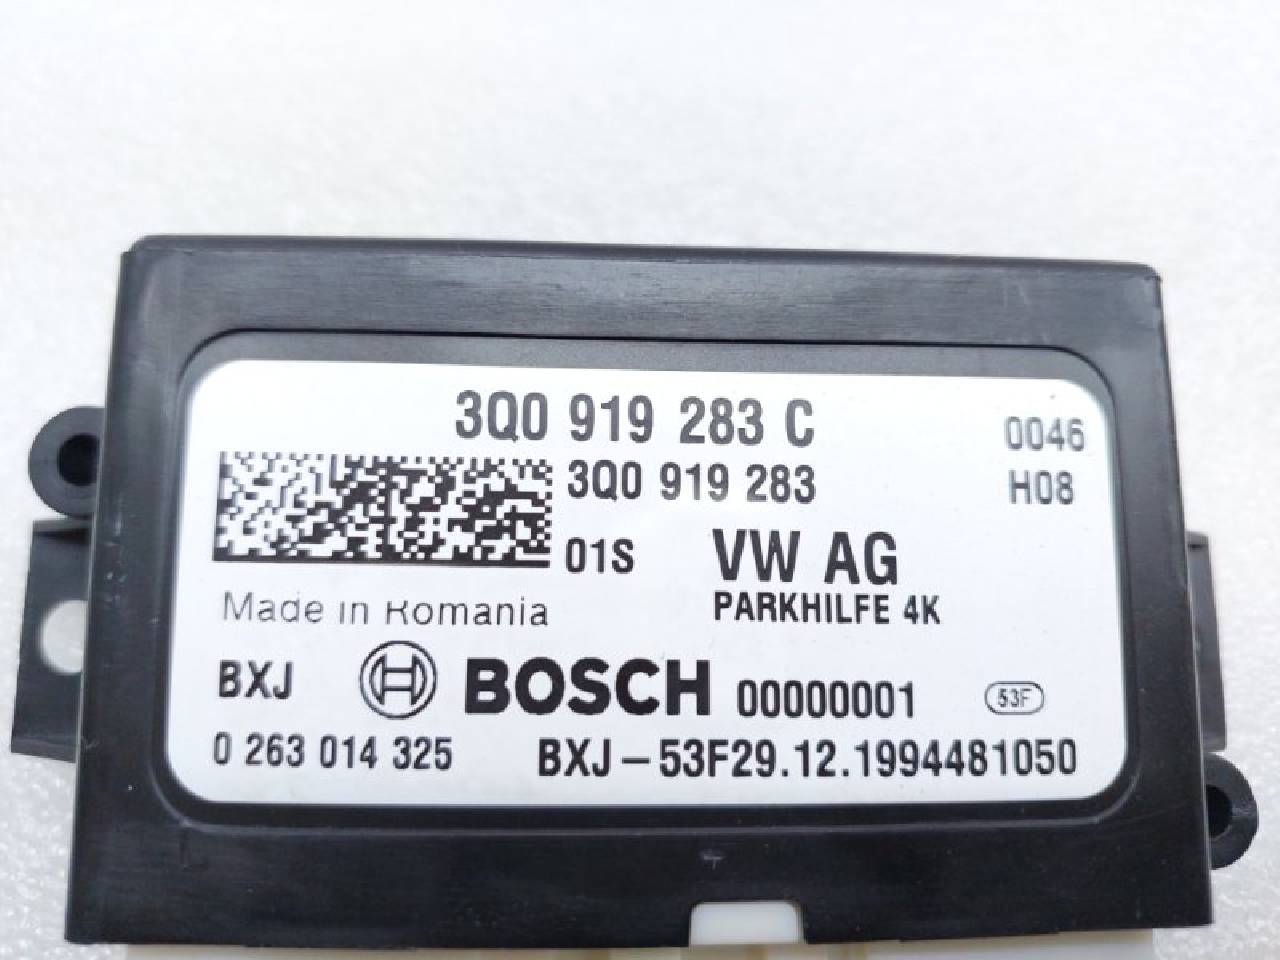 3Q0 919 283 C
0046
3Q0 919 283
H08
01S
VW AG
Made in Romania
PARKHILFE 4K
BXJ
BOSCH
00000001
53F
0 263 014 325
BXJ-53F29.12.1994481050